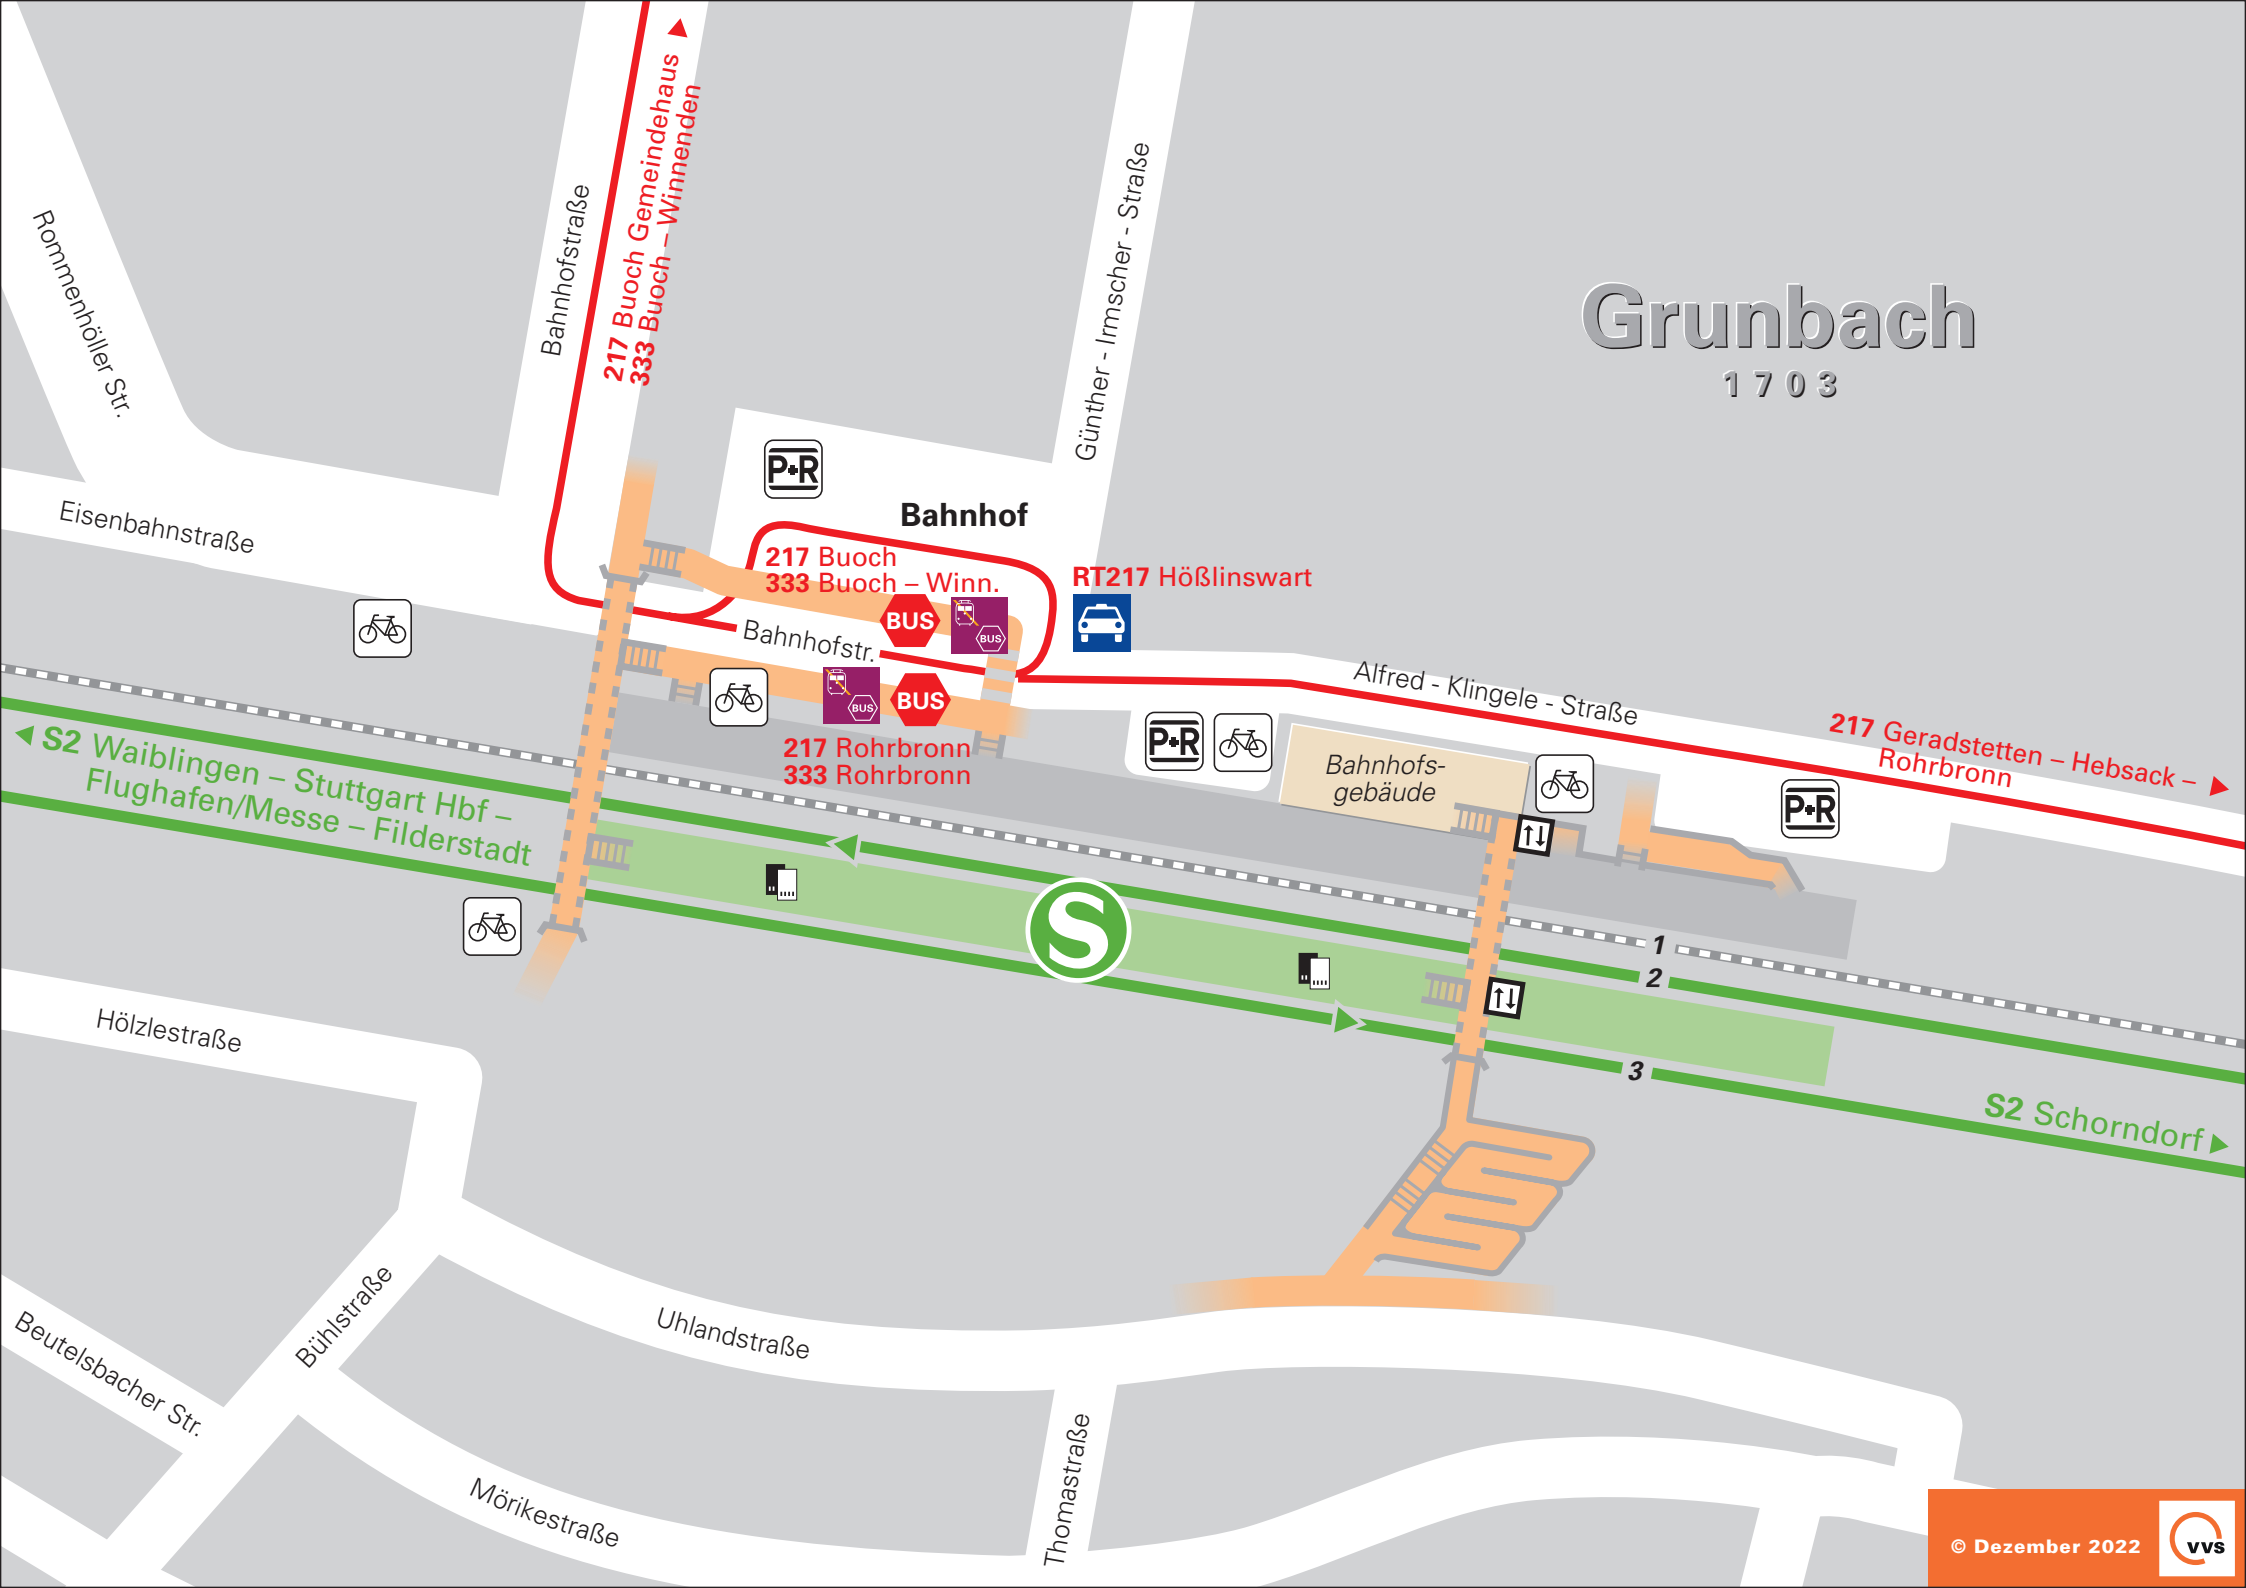 217 Buoch Gemeindehaus
333 Buoch – Winnenden
Bahnhofstraße
Günther - Irmscher - Straße
Rommenhöller Str.
Grunbach
1703
P+R
Bahnhof
Eisenbahnstraße
217 Buoch
333 Buoch – Winn.
RT217 Hößlinswart
BUS
BUS
Bahnhofstr.
BUS
BUS
Alfred - Klingele - Straße
217 Rohrbronn
333 Rohrbronn
P+R
Bahnhofs-
gebäude
217 Geradstetten – Hebsack –
Rohrbronn
P+R
S2 Waiblingen – Stuttgart Hbf –
Flughafen/Messe – Filderstadt
S
1
2
3
S2 Schorndorf
Hölzlestraße
Bühlstraße
Beutelsbacher Str.
Uhlandstraße
Mörikestraße
Thomastraße
© Dezember 2022
vvs